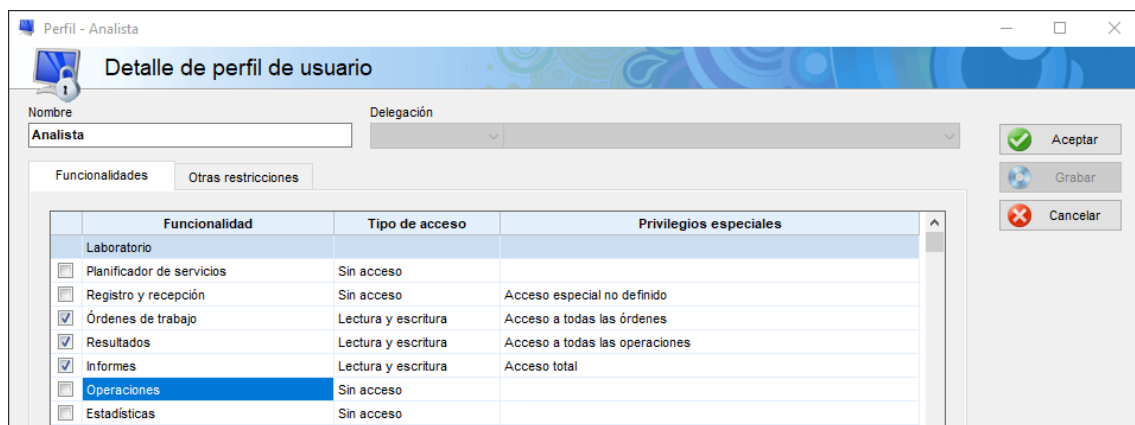 Perfil - Analista
Detalle de perfil de usuario
Nombre
Delegación
Analista
Aceptar
Grabar
Cancelar
Funcionalidades Otras restricciones
Funcionalidad Tipo de acceso Privilegios especiales
Laboratorio
Planificador de servicios Sin acceso
Registro y recepción Sin acceso Acceso especial no definido
Órdenes de trabajo Lectura y escritura Acceso a todas las órdenes
Resultados Lectura y escritura Acceso a todas las operaciones
Informes Lectura y escritura Acceso total
Operaciones Sin acceso
Estadísticas Sin acceso